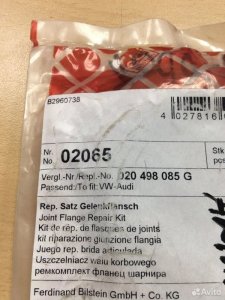 B2960738
4 027816
Nr.
No. 02065
Stk
Vergl.-Nr/Repl.-No. 020 498 085 G
Passend:/To fit: VW-Audi
Rep. Satz Gelenkflansch
Joint Flange Repair Kit
Kit de rép. de flasques de joints
kit riparazione giunzione flangia
Juego rep. brida articulada
Uszczelniacz wału korbowego
ремкомплект фланец шарнира
Ferdinand Bilstein GmbH + Co. KG
Avito